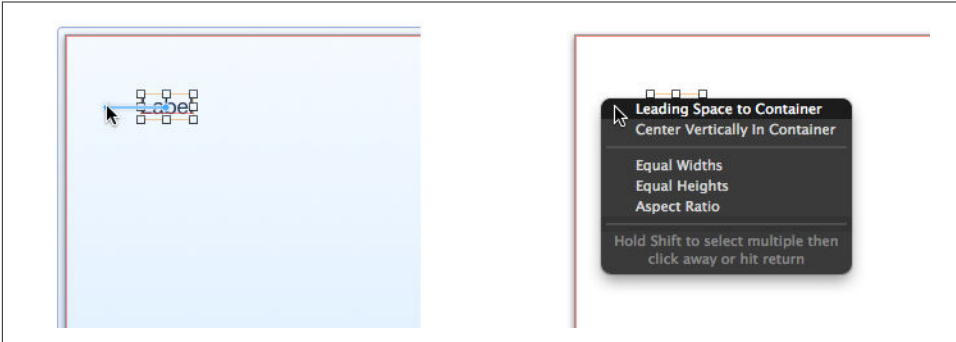 Label
Leading Space to Container
Center Vertically In Container
Equal Widths
Equal Heights
Aspect Ratio
Hold Shift to select multiple then
click away or hit return